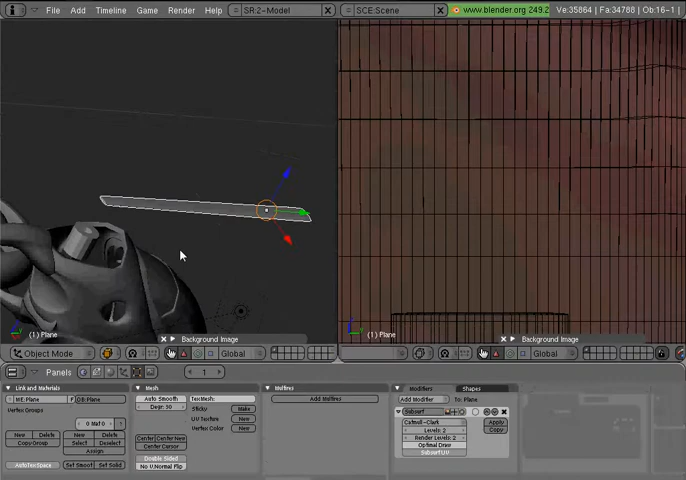 File Add Timeline Game Render Help SR:2-Model SCE:Scene www.blender.org 249.2 Ve:35864 | Fa:34788 | Ob:16-1 |
(1) Plane
Background Image
(1) Plane
Background Image
Object Mode Global Global
Panels 1
Link and Materials Mesh Multires Modifiers Shapes
ME:Plane F OB:Plane
Vertex Groups
0 Mat 0 ?
New Delete New Delete
Copy Group Select Deselect
Assign
AutoTexSpace Set Smooth Set Solid
Auto Smooth
Degr: 30
TexMesh:
Sticky Make
UV Texture New
Vertex Color New
Center Center New
Center Cursor
Double Sided
No V.Normal Flip
Add Multires
Add Modifier To: Plane
Subsurf
Catmull-Clark
Levels: 2
Render Levels: 2
Optimal Draw
Subsurf UV
Apply
Copy